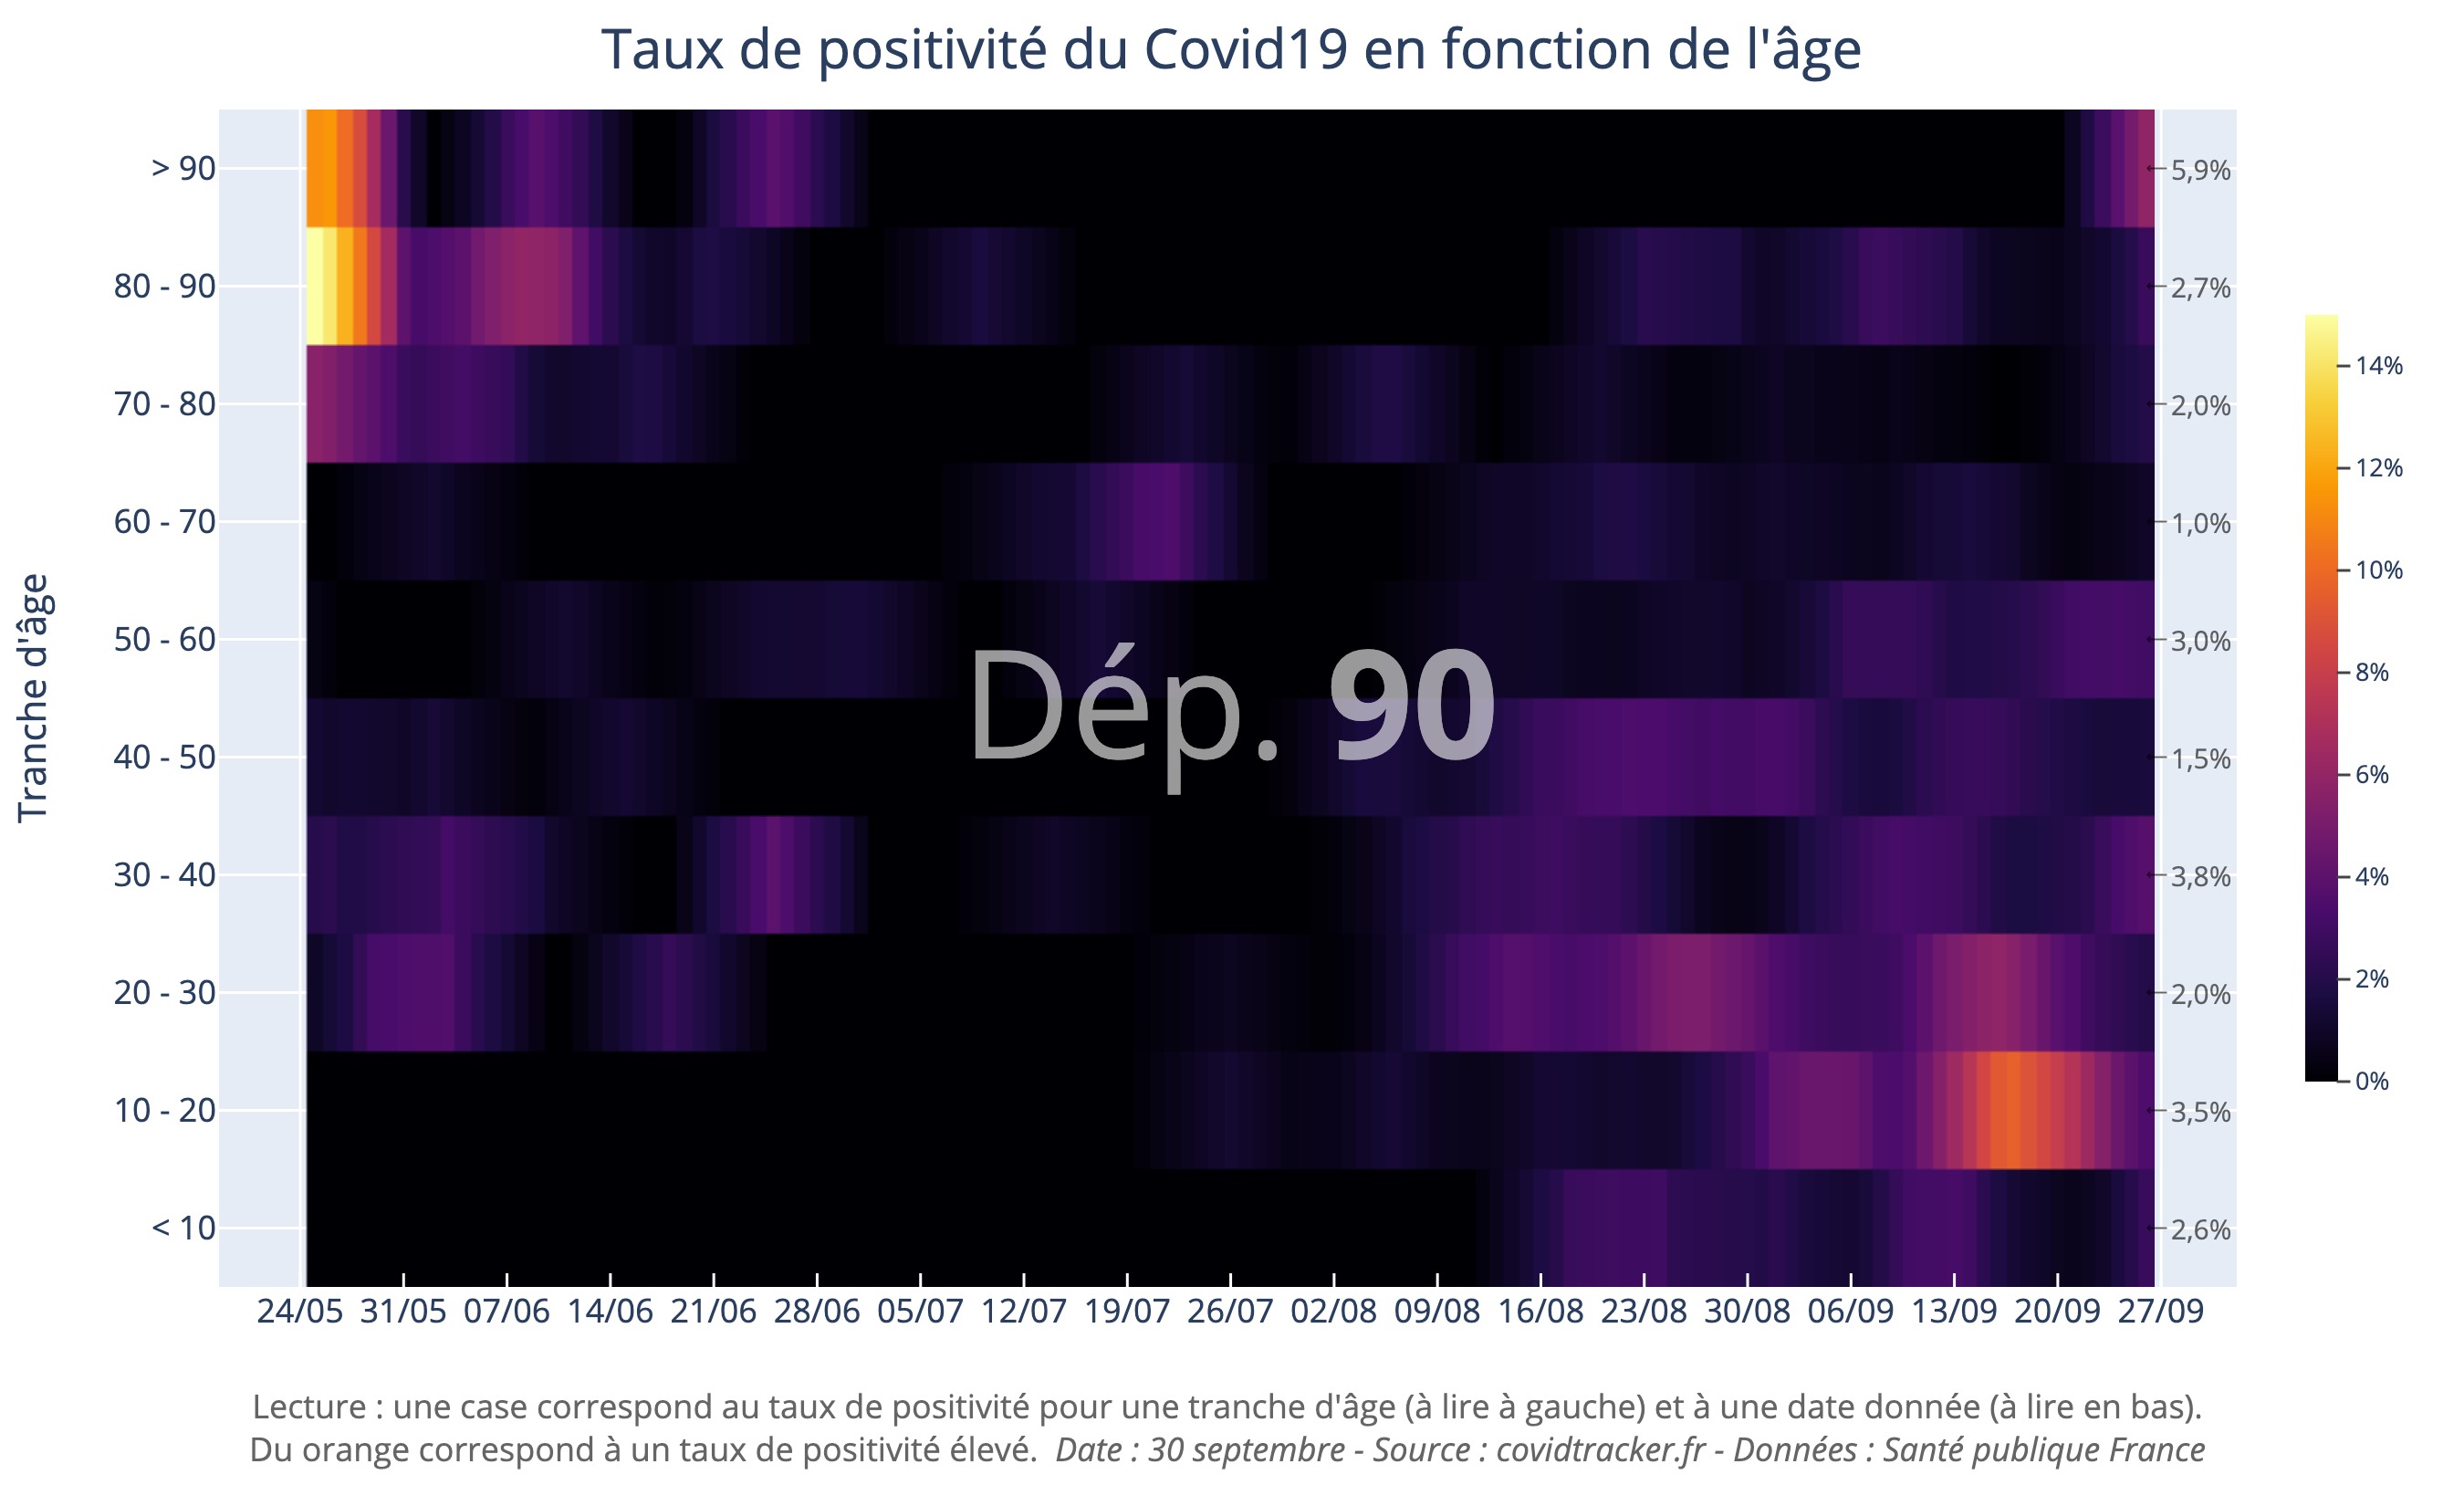 Taux de positivité du Covid19 en fonction de l'âge
Tranche d'âge
> 90
80 - 90
70 - 80
60 - 70
50 - 60
40 - 50
30 - 40
20 - 30
10 - 20
< 10
Dép. 90
5,9%
2,7%
2,0%
1,0%
3,0%
1,5%
3,8%
2,0%
3,5%
2,6%
14%
12%
10%
8%
6%
4%
2%
0%
24/05 31/05 07/06 14/06 21/06 28/06 05/07 12/07 19/07 26/07 02/08 09/08 16/08 23/08 30/08 06/09 13/09 20/09 27/09
Lecture : une case correspond au taux de positivité pour une tranche d'âge (à lire à gauche) et à une date donnée (à lire en bas).
Du orange correspond à un taux de positivité élevé. Date : 30 septembre - Source : covidtracker.fr - Données : Santé publique France